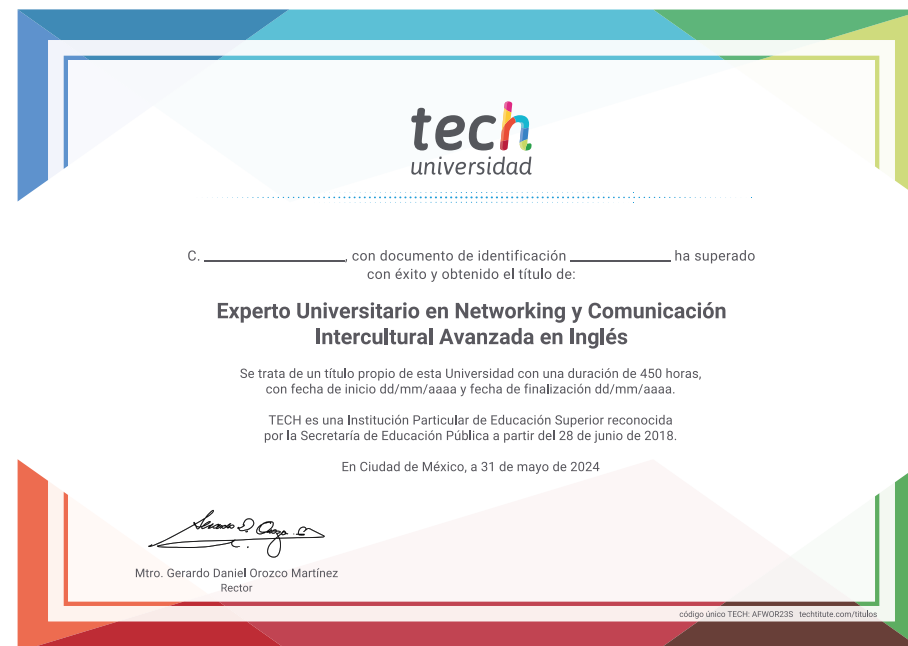 tech
universidad
C. ____________, con documento de identificación ____________ ha superado
con éxito y obtenido el título de:
Experto Universitario en Networking y Comunicación
Intercultural Avanzada en Inglés
Se trata de un título propio de esta Universidad con una duración de 450 horas,
con fecha de inicio dd/mm/aaaa y fecha de finalización dd/mm/aaaa.
TECH es una Institución Particular de Educación Superior reconocida
por la Secretaría de Educación Pública a partir del 28 de junio de 2018.
En Ciudad de México, a 31 de mayo de 2024
Mtro. Gerardo Daniel Orozco Martínez
Rector
código único TECH: AFWOR23S techtitute.com/titulos